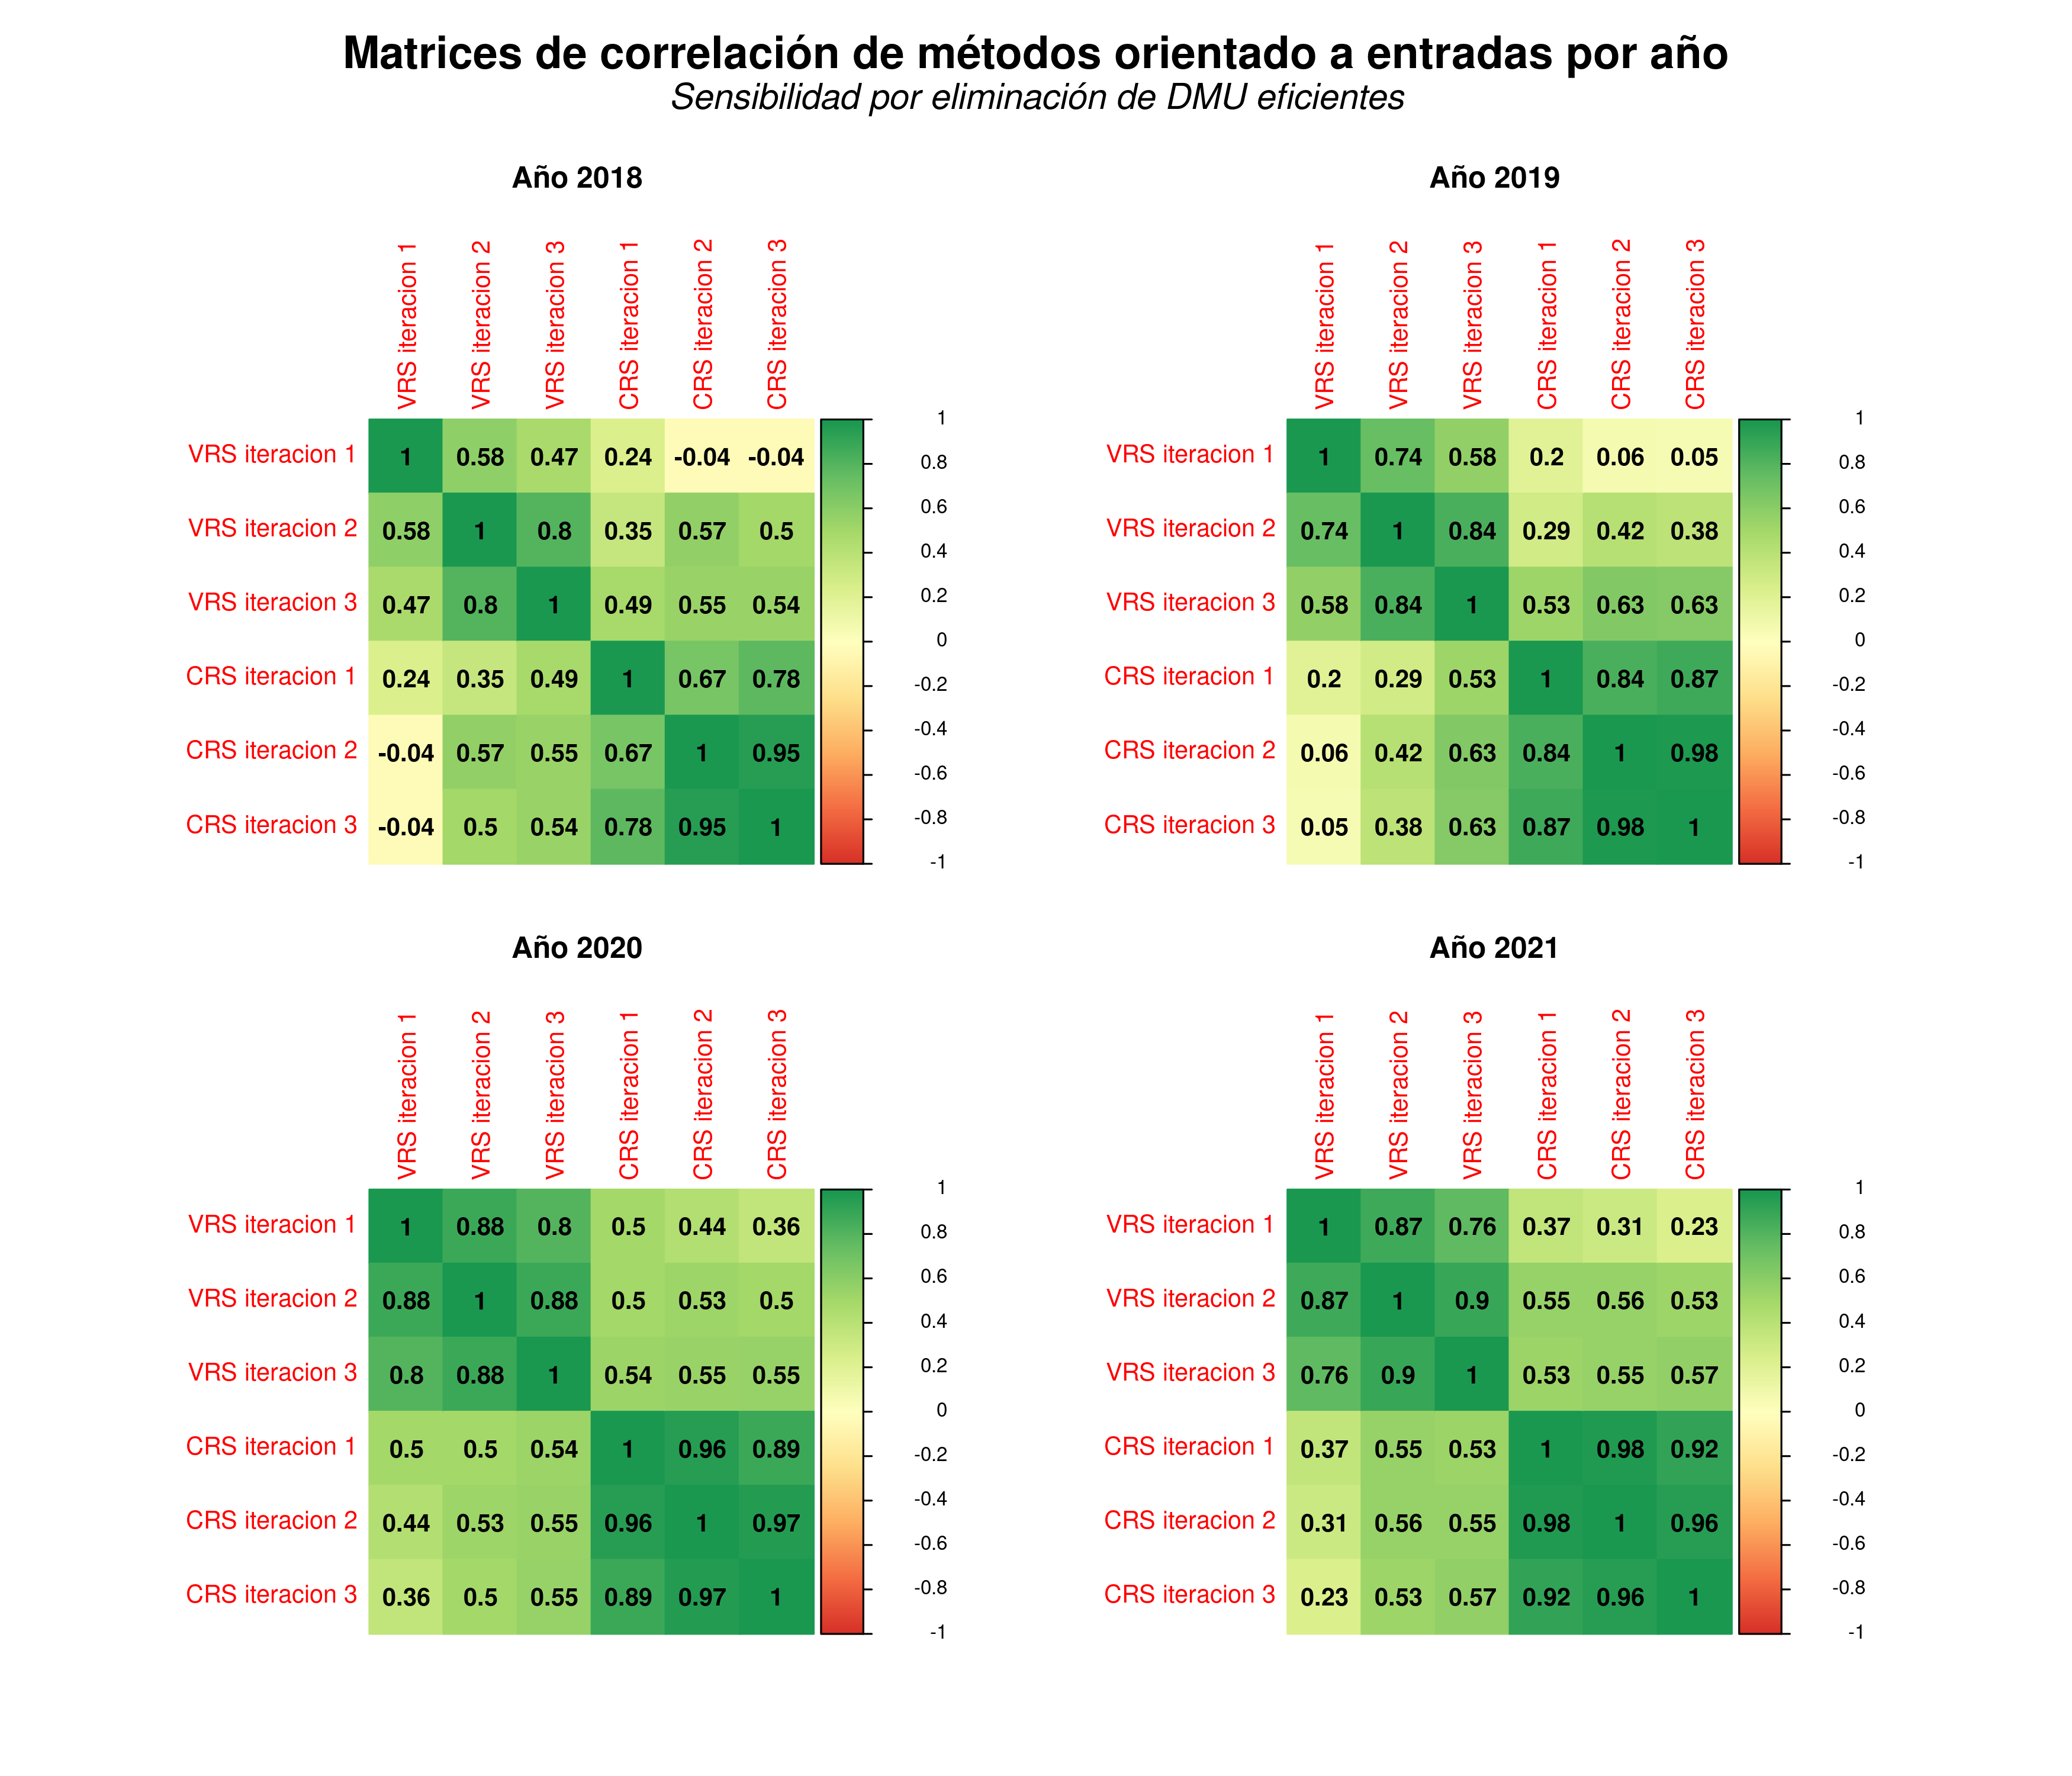 Matrices de correlación de métodos orientado a entradas por año
Sensibilidad por eliminación de DMU eficientes
Año 2018
VRS iteracion 1 VRS iteracion 2 VRS iteracion 3 CRS iteracion 1 CRS iteracion 2 CRS iteracion 3
VRS iteracion 1 1 0.58 0.47 0.24 -0.04 -0.04
VRS iteracion 2 0.58 1 0.8 0.35 0.57 0.5
VRS iteracion 3 0.47 0.8 1 0.49 0.55 0.54
CRS iteracion 1 0.24 0.35 0.49 1 0.67 0.78
CRS iteracion 2 -0.04 0.57 0.55 0.67 1 0.95
CRS iteracion 3 -0.04 0.5 0.54 0.78 0.95 1
1
0.8
0.6
0.4
0.2
0
-0.2
-0.4
-0.6
-0.8
-1
Año 2019
VRS iteracion 1 VRS iteracion 2 VRS iteracion 3 CRS iteracion 1 CRS iteracion 2 CRS iteracion 3
VRS iteracion 1 1 0.74 0.58 0.2 0.06 0.05
VRS iteracion 2 0.74 1 0.84 0.29 0.42 0.38
VRS iteracion 3 0.58 0.84 1 0.53 0.63 0.63
CRS iteracion 1 0.2 0.29 0.53 1 0.84 0.87
CRS iteracion 2 0.06 0.42 0.63 0.84 1 0.98
CRS iteracion 3 0.05 0.38 0.63 0.87 0.98 1
1
0.8
0.6
0.4
0.2
0
-0.2
-0.4
-0.6
-0.8
-1
Año 2020
VRS iteracion 1 VRS iteracion 2 VRS iteracion 3 CRS iteracion 1 CRS iteracion 2 CRS iteracion 3
VRS iteracion 1 1 0.88 0.8 0.5 0.44 0.36
VRS iteracion 2 0.88 1 0.88 0.5 0.53 0.5
VRS iteracion 3 0.8 0.88 1 0.54 0.55 0.55
CRS iteracion 1 0.5 0.5 0.54 1 0.96 0.89
CRS iteracion 2 0.44 0.53 0.55 0.96 1 0.97
CRS iteracion 3 0.36 0.5 0.55 0.89 0.97 1
1
0.8
0.6
0.4
0.2
0
-0.2
-0.4
-0.6
-0.8
-1
Año 2021
VRS iteracion 1 VRS iteracion 2 VRS iteracion 3 CRS iteracion 1 CRS iteracion 2 CRS iteracion 3
VRS iteracion 1 1 0.87 0.76 0.37 0.31 0.23
VRS iteracion 2 0.87 1 0.9 0.55 0.56 0.53
VRS iteracion 3 0.76 0.9 1 0.53 0.55 0.57
CRS iteracion 1 0.37 0.55 0.53 1 0.98 0.92
CRS iteracion 2 0.31 0.56 0.55 0.98 1 0.96
CRS iteracion 3 0.23 0.53 0.57 0.92 0.96 1
1
0.8
0.6
0.4
0.2
0
-0.2
-0.4
-0.6
-0.8
-1